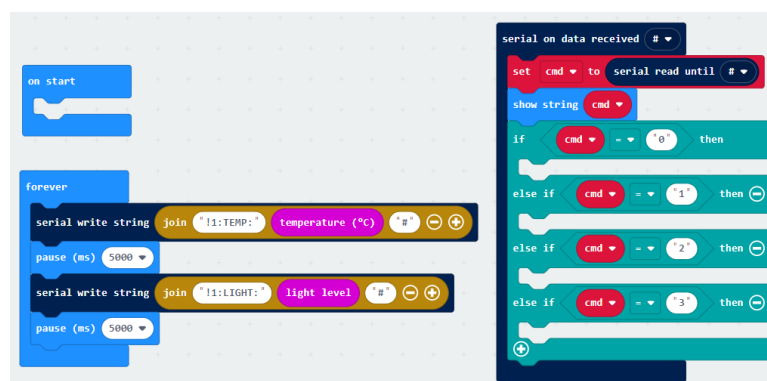 on start
forever
serial write string join "!1:TEMP:" temperature (°C) "#"
pause (ms) 5000
serial write string join "!1:LIGHT:" light level "#"
pause (ms) 5000
serial on data received #
set cmd to serial read until #
show string cmd
if cmd = "0" then
else if cmd = "1" then
else if cmd = "2" then
else if cmd = "3" then